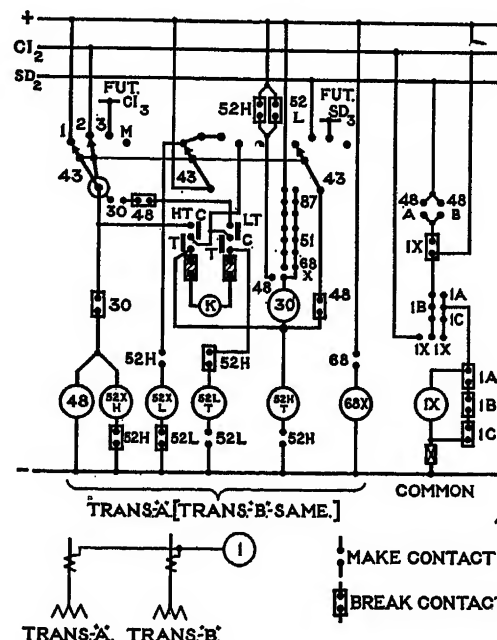 +
CI2
SD2
FUT. CI3
52H
52 L
FUT. SD3
1 2 3 M
43
43
43
30 48
HT C
LT
T
T C
87
51
68
X
48
K
30
48
48 A
48 B
1X
1B
1A
1C
1X 1X
30
52H
52H
68
1A
1B
1C
48
52X H
52X L
52L T
52H T
68X
1X
52H
52L
52L
52H
-
TRANS-"A" [TRANS-"B"-SAME.]
COMMON
1
MAKE CONTACT
BREAK CONTACT
TRANS-"A". TRANS-"B"